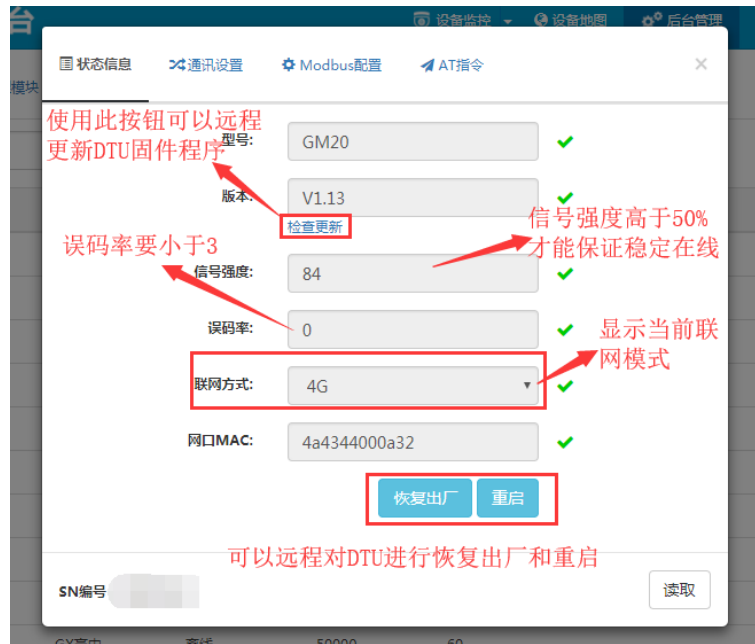 台
设备监控 设备地图 后台管理
状态信息 通讯设置 Modbus配置 AT指令 ×
模块
使用此按钮可以远程
更新DTU固件程序
型号: GM20
版本: V1.13
检查更新
信号强度高于50%
才能保证稳定在线
误码率要小于3
信号强度: 84
误码率: 0
显示当前联
网模式
联网方式: 4G
网口MAC: 4a4344000a32
恢复出厂 重启
可以远程对DTU进行恢复出厂和重启
SN编号
读取
离线 50000 60